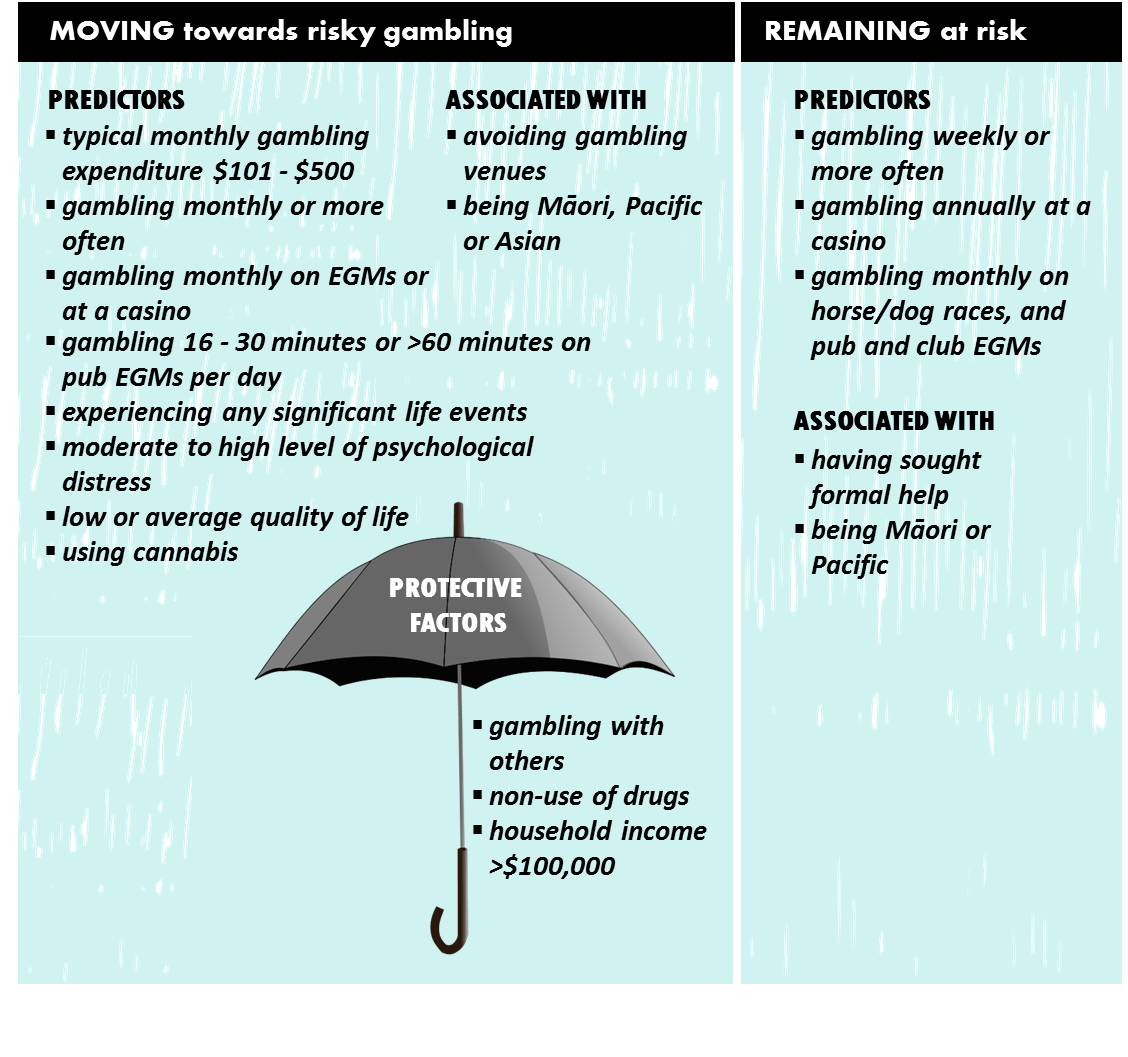 MOVING towards risky gambling
PREDICTORS
▪ typical monthly gambling
expenditure $101 - $500
▪ gambling monthly or more
often
▪ gambling monthly on EGMs or
at a casino
▪ gambling 16 - 30 minutes or >60 minutes on
pub EGMs per day
▪ experiencing any significant life events
▪ moderate to high level of psychological
distress
▪ low or average quality of life
▪ using cannabis
ASSOCIATED WITH
▪ avoiding gambling
venues
▪ being Māori, Pacific
or Asian
PROTECTIVE
FACTORS
▪ gambling with
others
▪ non-use of drugs
▪ household income
>$100,000
REMAINING at risk
PREDICTORS
▪ gambling weekly or
more often
▪ gambling annually at a
casino
▪ gambling monthly on
horse/dog races, and
pub and club EGMs
ASSOCIATED WITH
▪ having sought
formal help
▪ being Māori or
Pacific